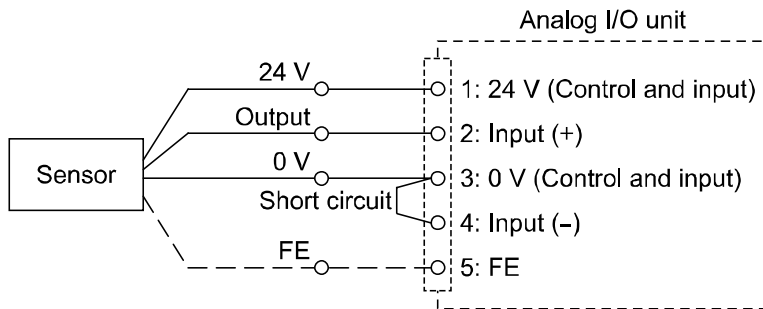 Analog I/O unit
24 V
1: 24 V (Control and input)
Output
2: Input (+)
0 V
3: 0 V (Control and input)
Sensor
Short circuit
4: Input (–)
FE
5: FE